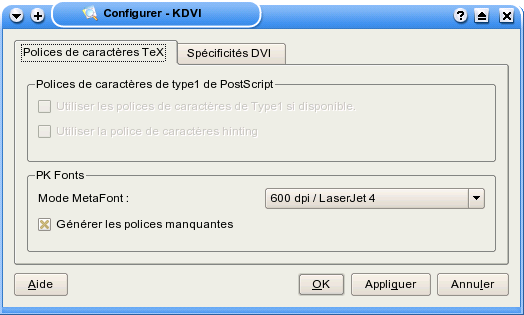 Configurer - KDVI
Polices de caractères TeX
Spécificités DVI
Polices de caractères de type1 de PostScript
Utiliser les polices de caractères de Type1 si disponible.
Utiliser la police de caractères hinting
PK Fonts
Mode MetaFont :
600 dpi / LaserJet 4
Générer les polices manquantes
Aide
OK
Appliquer
Annuler